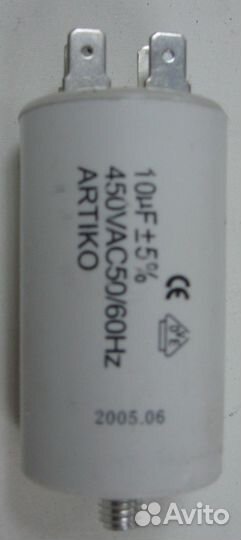 10µF±5%
450VAC50/60Hz
ARTIKO
CE
2005.06
Avito